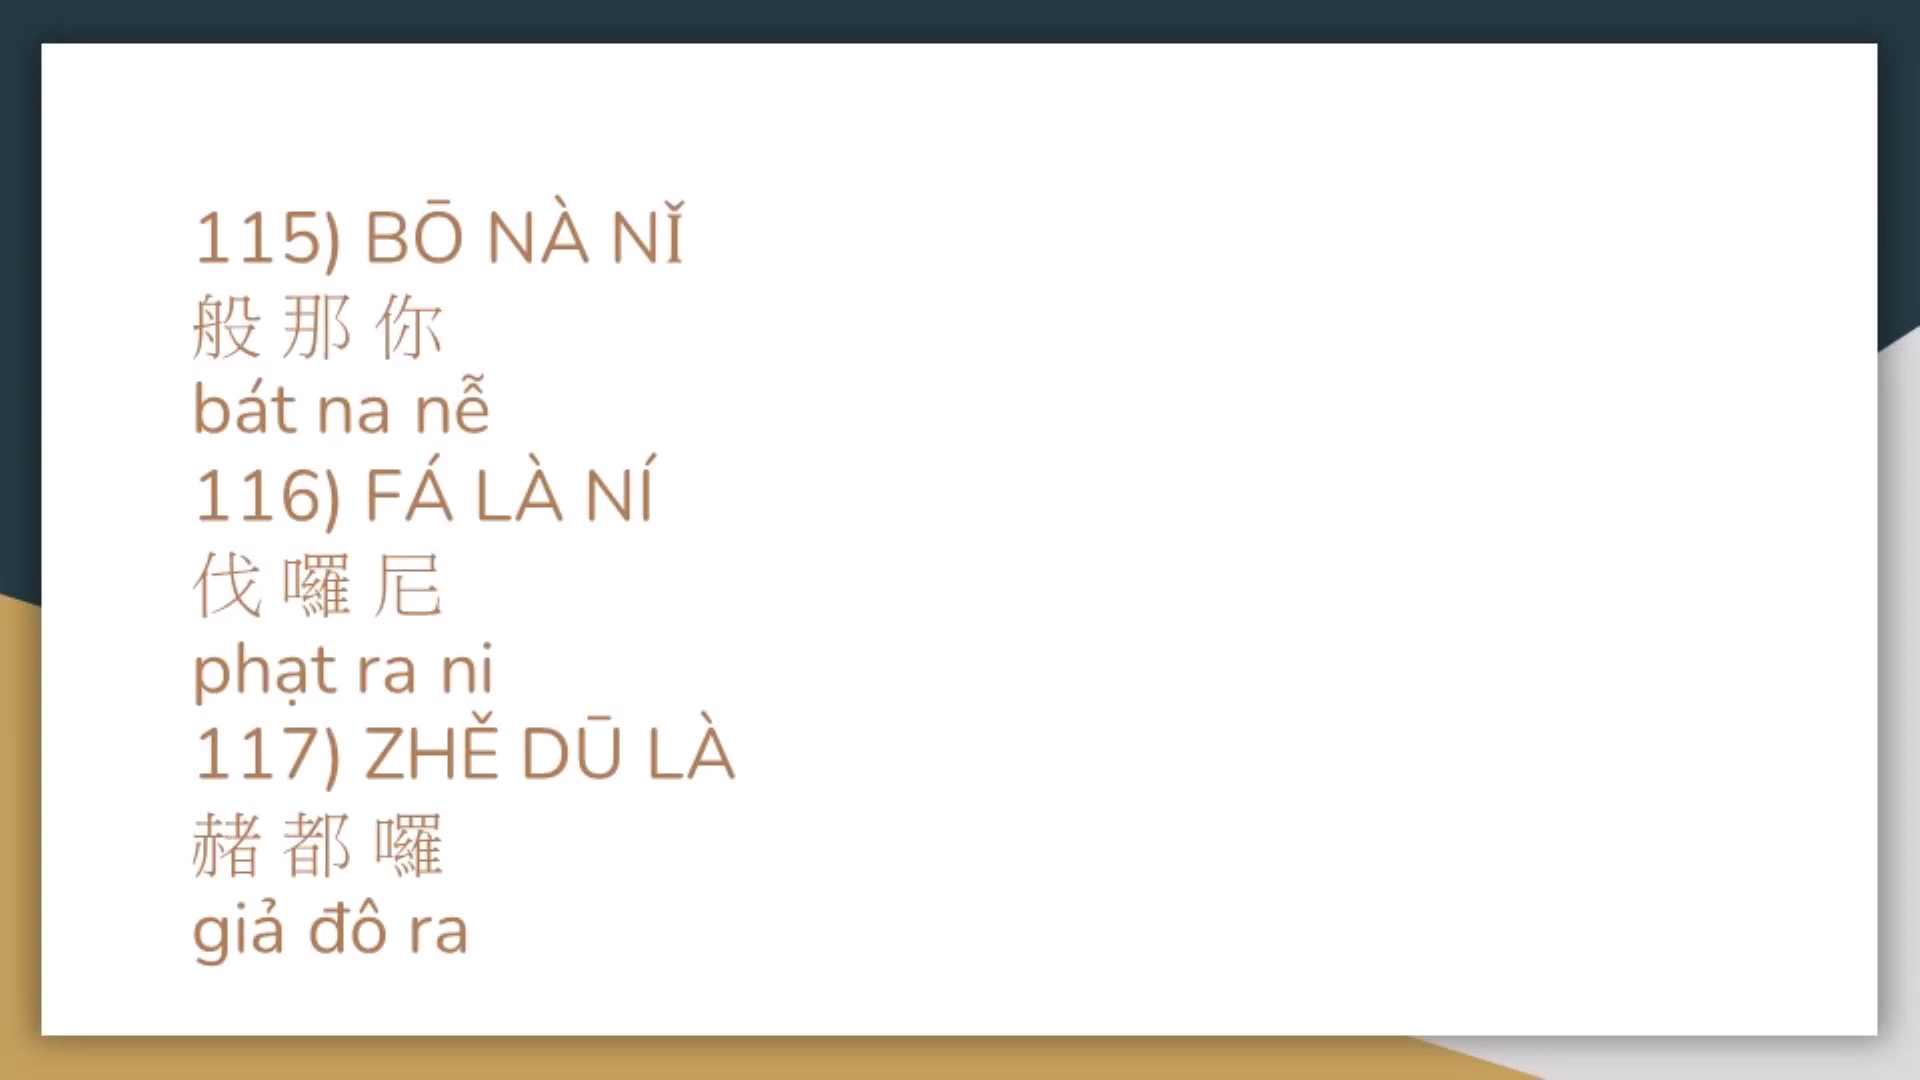 115) BŌ NÀ NǏ
般 那 你
bát na nễ
116) FÁ LÀ NÍ
伐 囉 尼
phạt ra ni
117) ZHĚ DŪ LÀ
赭 都 囉
giả đô ra